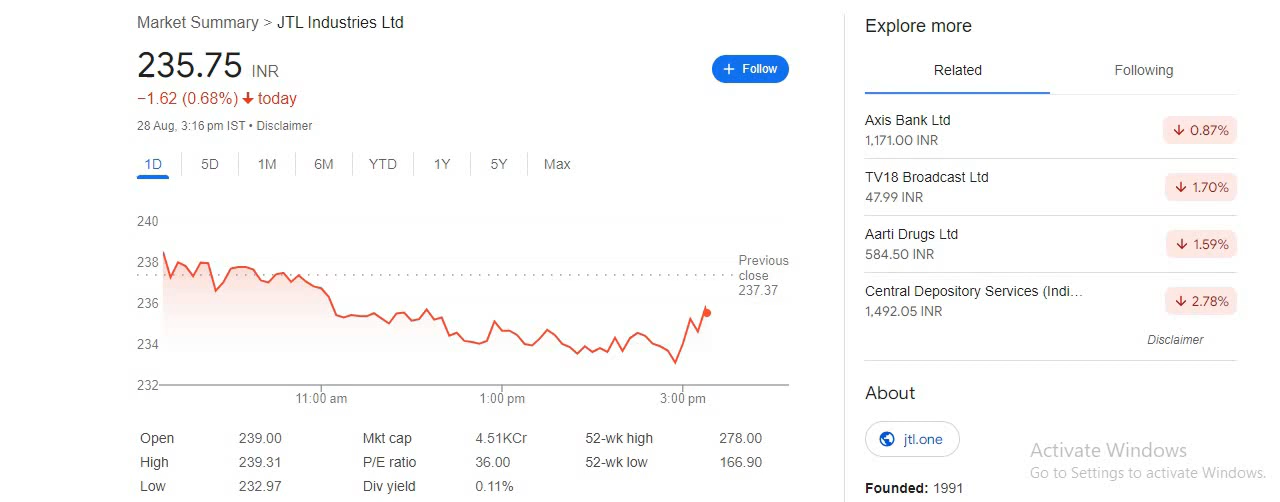 Market Summary > JTL Industries Ltd
235.75 INR
+ Follow
−1.62 (0.68%) ↓ today
28 Aug, 3:16 pm IST • Disclaimer
1D 5D 1M 6M YTD 1Y 5Y Max
240
238
236
234
232
Previous
close
237.37
11:00 am 1:00 pm 3:00 pm
Open 239.00 Mkt cap 4.51KCr 52-wk high 278.00
High 239.31 P/E ratio 36.00 52-wk low 166.90
Low 232.97 Div yield 0.11%
Explore more
Related Following
Axis Bank Ltd
1,171.00 INR
↓ 0.87%
TV18 Broadcast Ltd
47.99 INR
↓ 1.70%
Aarti Drugs Ltd
584.50 INR
↓ 1.59%
Central Depository Services (Indi...
1,492.05 INR
↓ 2.78%
Disclaimer
About
jtl.one
Founded: 1991
Activate Windows
Go to Settings to activate Windows.